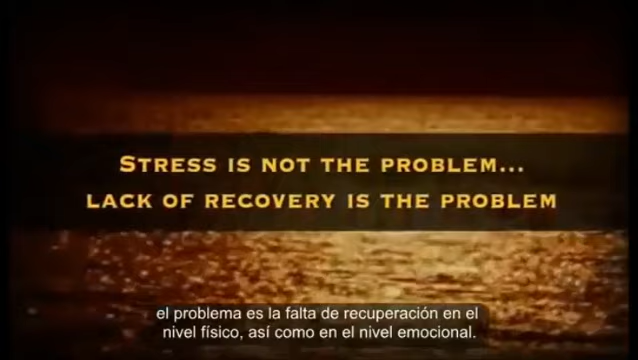 STRESS IS NOT THE PROBLEM...
LACK OF RECOVERY IS THE PROBLEM
el problema es la falta de recuperación en el
nivel físico, así como en el nivel emocional.